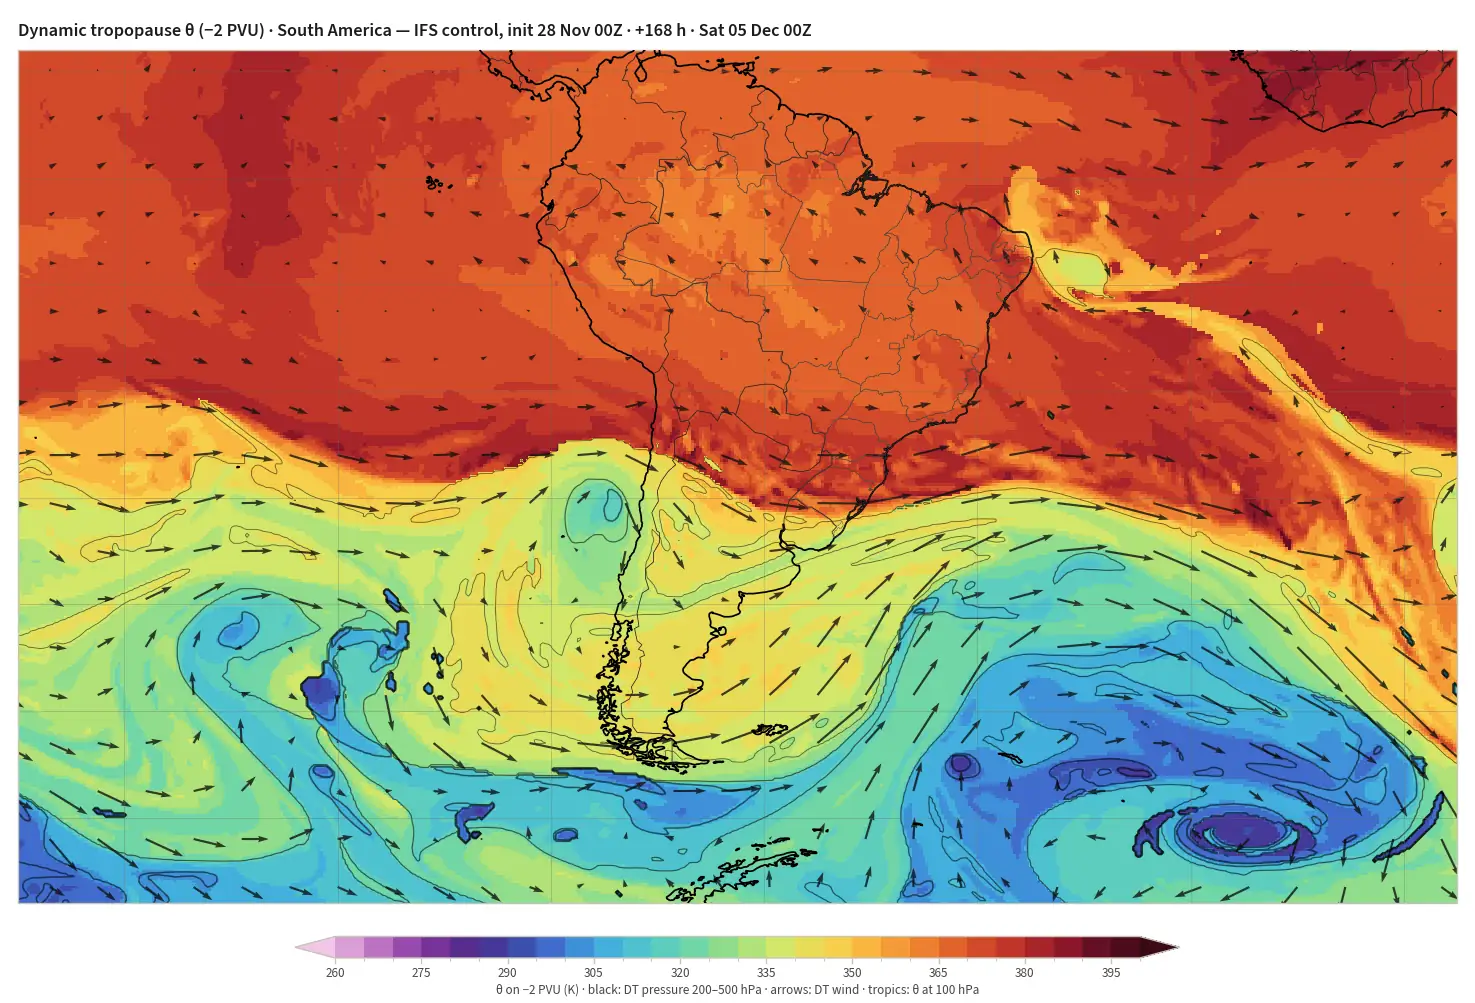 Dynamic tropopause θ (−2 PVU) · South America — IFS control, init 28 Nov 00Z · +168 h · Sat 05 Dec 00Z
260 275 290 305 320 335 350 365 380 395
θ on −2 PVU (K) · black: DT pressure 200–500 hPa · arrows: DT wind · tropics: θ at 100 hPa